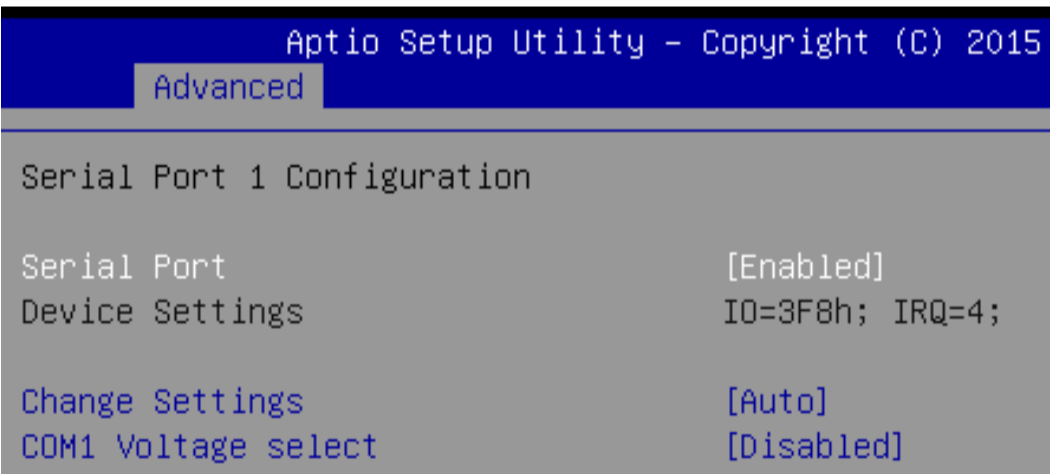 Aptio Setup Utility – Copyright (C) 2015
Advanced
Serial Port 1 Configuration
Serial Port [Enabled]
Device Settings IO=3F8h; IRQ=4;
Change Settings [Auto]
COM1 Voltage select [Disabled]